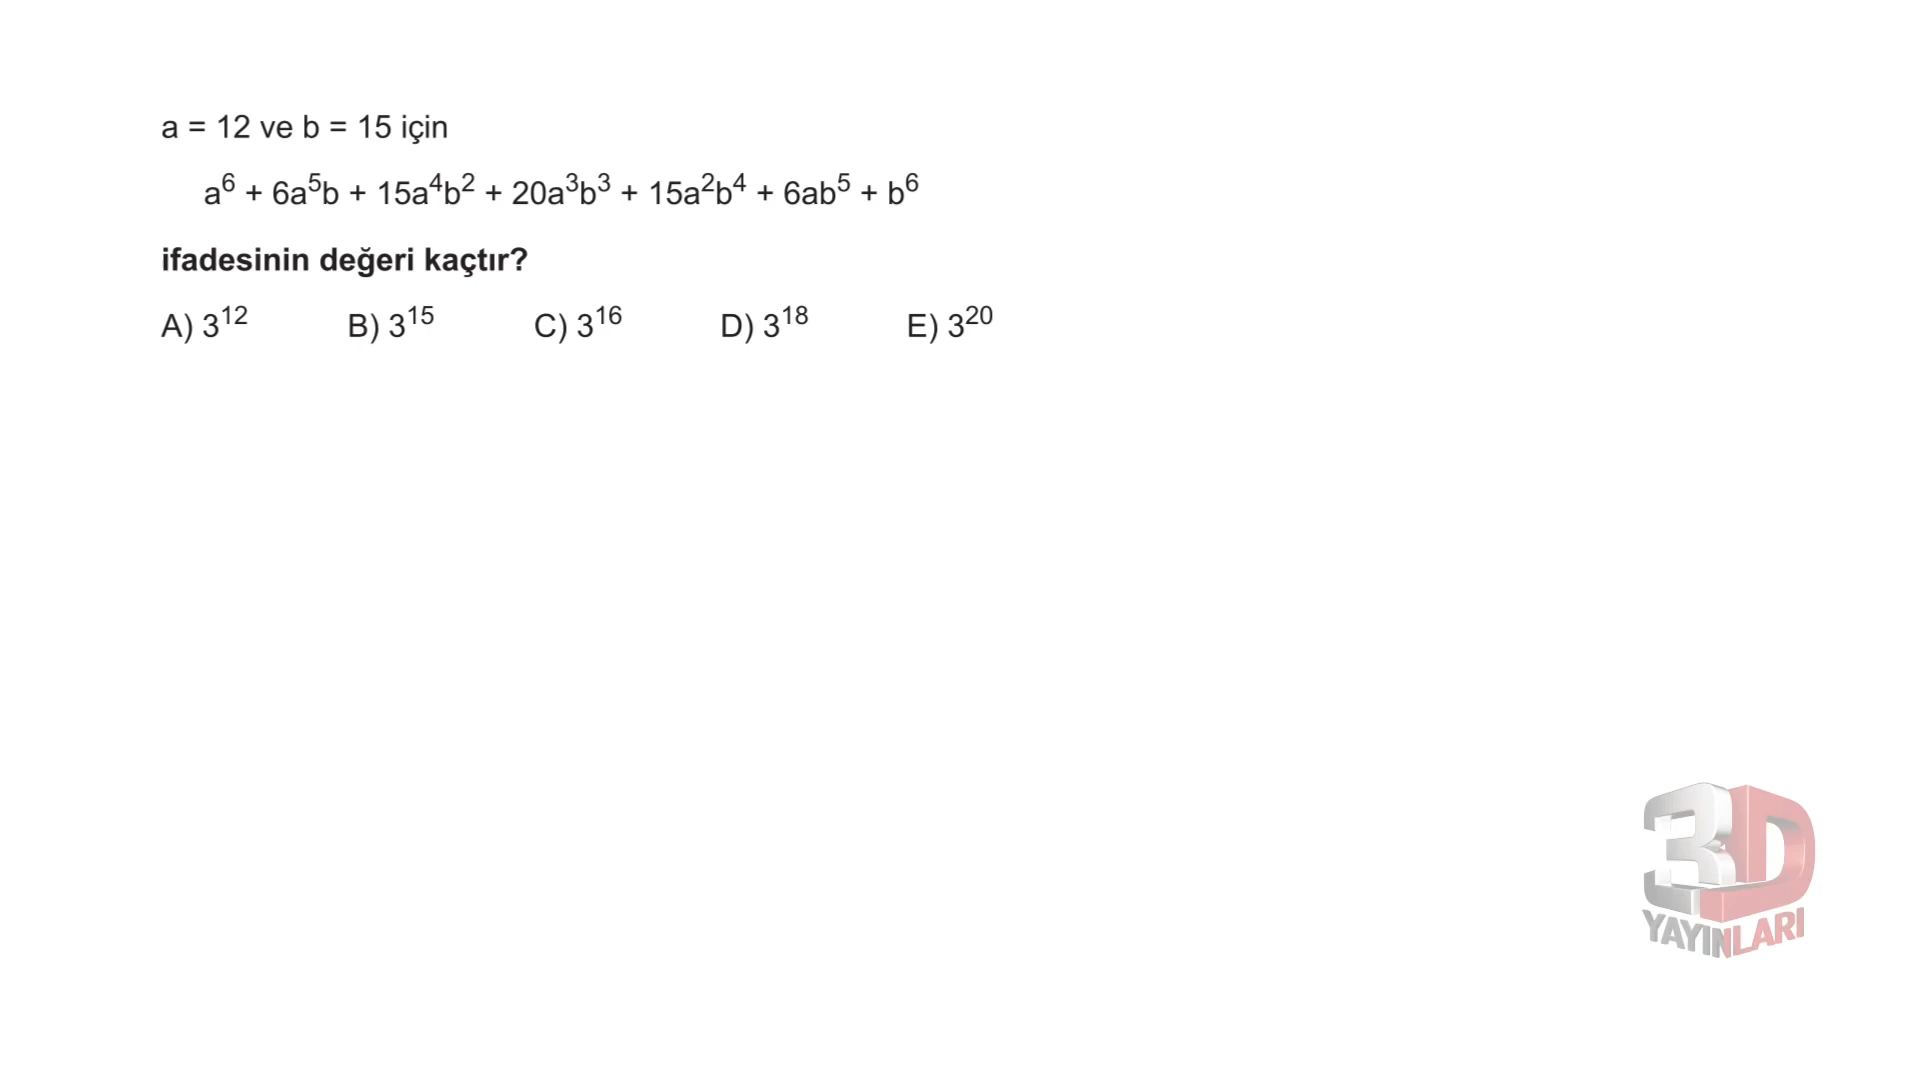 a = 12 ve b = 15 için
a⁶ + 6a⁵b + 15a⁴b² + 20a³b³ + 15a²b⁴ + 6ab⁵ + b⁶
ifadesinin değeri kaçtır?
A) 3¹² B) 3¹⁵ C) 3¹⁶ D) 3¹⁸ E) 3²⁰
3D
YAYINLARI